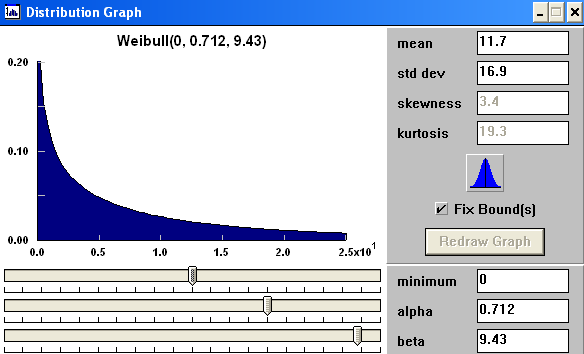 Distribution Graph
Weibull(0, 0.712, 9.43)
0.20
0.10
0.00
0.0 0.5 1.0 1.5 2.0 2.5x10^1
mean 11.7
std dev 16.9
skewness 3.4
kurtosis 19.3
Fix Bound(s)
Redraw Graph
minimum 0
alpha 0.712
beta 9.43